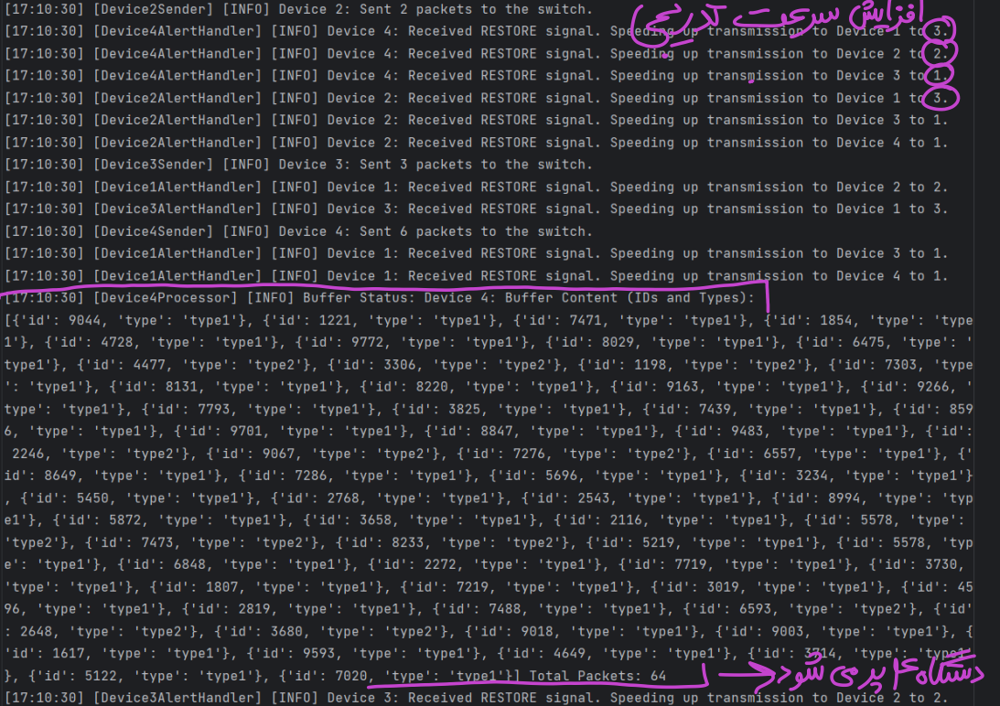 [17:10:30] [Device2Sender] [INFO] Device 2: Sent 2 packets to the switch.
افزایش سرعت تدریجی
[17:10:30] [Device4AlertHandler] [INFO] Device 4: Received RESTORE signal. Speeding up transmission to Device 1 to 3.
[17:10:30] [Device4AlertHandler] [INFO] Device 4: Received RESTORE signal. Speeding up transmission to Device 2 to 2.
[17:10:30] [Device4AlertHandler] [INFO] Device 4: Received RESTORE signal. Speeding up transmission to Device 3 to 1.
[17:10:30] [Device2AlertHandler] [INFO] Device 2: Received RESTORE signal. Speeding up transmission to Device 1 to 3.
[17:10:30] [Device2AlertHandler] [INFO] Device 2: Received RESTORE signal. Speeding up transmission to Device 3 to 1.
[17:10:30] [Device2AlertHandler] [INFO] Device 2: Received RESTORE signal. Speeding up transmission to Device 4 to 1.
[17:10:30] [Device3Sender] [INFO] Device 3: Sent 3 packets to the switch.
[17:10:30] [Device1AlertHandler] [INFO] Device 1: Received RESTORE signal. Speeding up transmission to Device 2 to 2.
[17:10:30] [Device3AlertHandler] [INFO] Device 3: Received RESTORE signal. Speeding up transmission to Device 1 to 3.
[17:10:30] [Device4Sender] [INFO] Device 4: Sent 6 packets to the switch.
[17:10:30] [Device1AlertHandler] [INFO] Device 1: Received RESTORE signal. Speeding up transmission to Device 3 to 1.
[17:10:30] [Device1AlertHandler] [INFO] Device 1: Received RESTORE signal. Speeding up transmission to Device 4 to 1.
[17:10:30] [Device4Processor] [INFO] Buffer Status: Device 4: Buffer Content (IDs and Types):
[{'id': 9044, 'type': 'type1'}, {'id': 1221, 'type': 'type1'}, {'id': 7471, 'type': 'type1'}, {'id': 1854, 'type': 'type
1'}, {'id': 4728, 'type': 'type1'}, {'id': 9772, 'type': 'type1'}, {'id': 8029, 'type': 'type1'}, {'id': 6475, 'type': '
type1'}, {'id': 4477, 'type': 'type2'}, {'id': 3306, 'type': 'type2'}, {'id': 1198, 'type': 'type2'}, {'id': 7303, 'type
': 'type1'}, {'id': 8131, 'type': 'type1'}, {'id': 8220, 'type': 'type1'}, {'id': 9163, 'type': 'type1'}, {'id': 9266, '
type': 'type1'}, {'id': 7793, 'type': 'type1'}, {'id': 3825, 'type': 'type1'}, {'id': 7439, 'type': 'type1'}, {'id': 859
6, 'type': 'type1'}, {'id': 9701, 'type': 'type1'}, {'id': 8847, 'type': 'type1'}, {'id': 9483, 'type': 'type1'}, {'id':
2246, 'type': 'type2'}, {'id': 9067, 'type': 'type2'}, {'id': 7276, 'type': 'type2'}, {'id': 6557, 'type': 'type1'}, {'
id': 8649, 'type': 'type1'}, {'id': 7286, 'type': 'type1'}, {'id': 5696, 'type': 'type1'}, {'id': 3234, 'type': 'type1'}
, {'id': 5450, 'type': 'type1'}, {'id': 2768, 'type': 'type1'}, {'id': 2543, 'type': 'type1'}, {'id': 8994, 'type': 'typ
e1'}, {'id': 5872, 'type': 'type1'}, {'id': 3658, 'type': 'type1'}, {'id': 2116, 'type': 'type1'}, {'id': 5578, 'type':
'type2'}, {'id': 7473, 'type': 'type2'}, {'id': 8233, 'type': 'type2'}, {'id': 5219, 'type': 'type1'}, {'id': 5578, 'typ
e': 'type1'}, {'id': 6848, 'type': 'type1'}, {'id': 2272, 'type': 'type1'}, {'id': 7719, 'type': 'type1'}, {'id': 3730,
'type': 'type1'}, {'id': 1807, 'type': 'type1'}, {'id': 7219, 'type': 'type1'}, {'id': 3019, 'type': 'type1'}, {'id': 45
96, 'type': 'type1'}, {'id': 2819, 'type': 'type1'}, {'id': 7488, 'type': 'type1'}, {'id': 6593, 'type': 'type2'}, {'id'
: 2648, 'type': 'type2'}, {'id': 3680, 'type': 'type2'}, {'id': 9018, 'type': 'type1'}, {'id': 9003, 'type': 'type1'}, {
'id': 1617, 'type': 'type1'}, {'id': 9593, 'type': 'type1'}, {'id': 4649, 'type': 'type1'}, {'id': 3714, 'type': 'type1'
}, {'id': 5122, 'type': 'type1'}, {'id': 7020, 'type': 'type1'}] Total Packets: 64
دستگاه ۴ پر می شود
[17:10:30] [Device3AlertHandler] [INFO] Device 3: Received RESTORE signal. Speeding up transmission to Device 2 to 2.